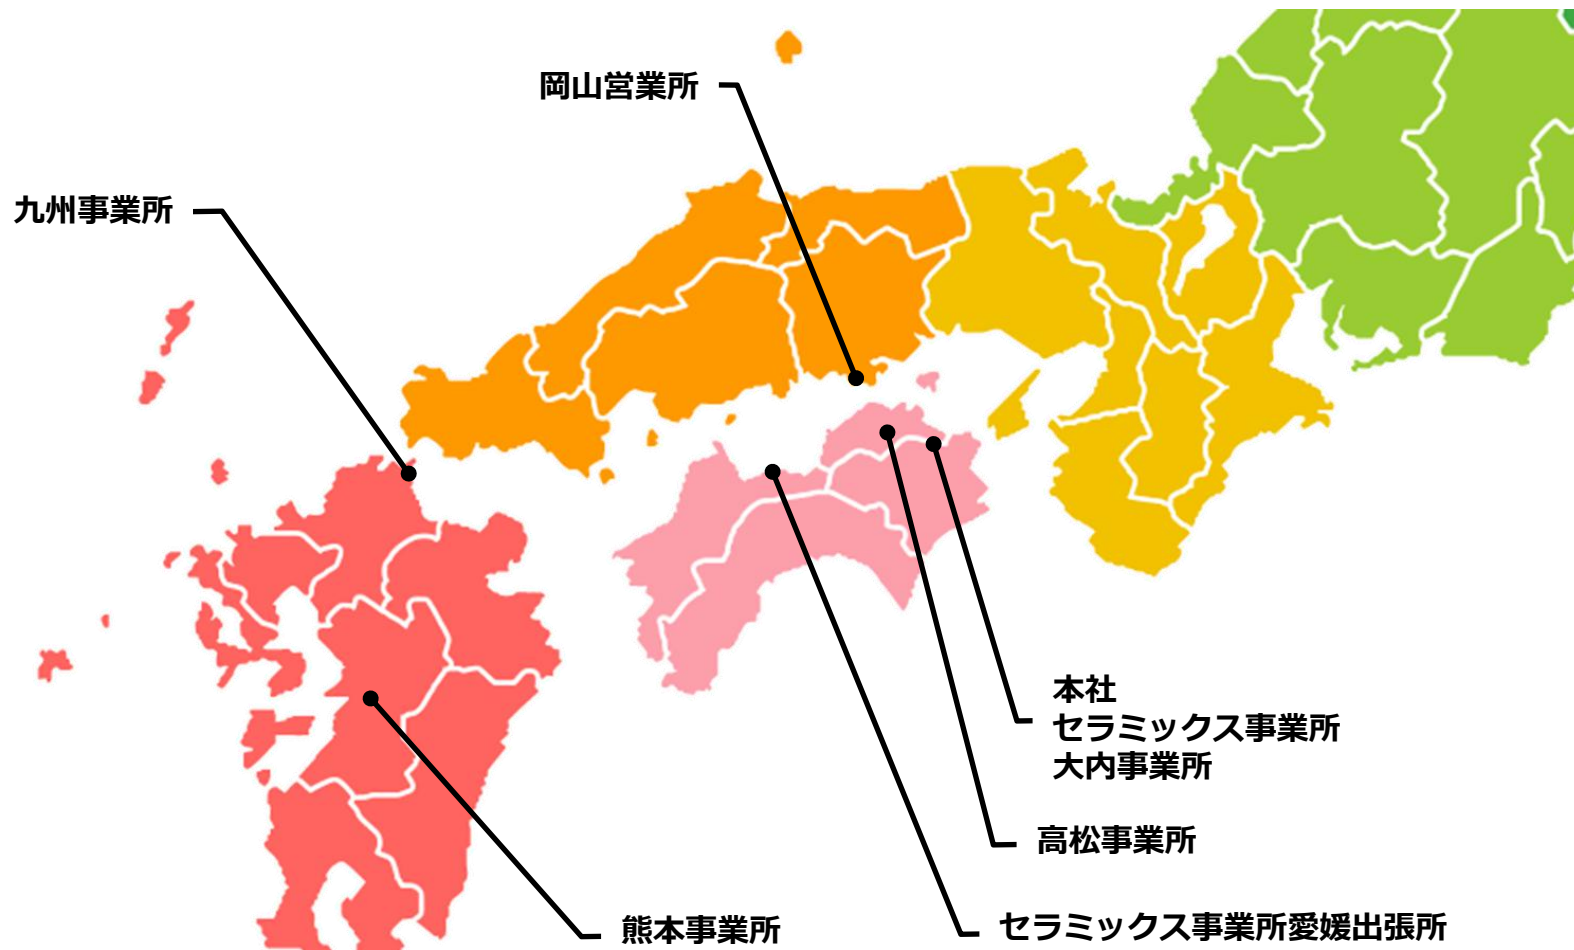 岡山営業所
九州事業所
本社
セラミックス事業所
大内事業所
高松事業所
セラミックス事業所愛媛出張所
熊本事業所